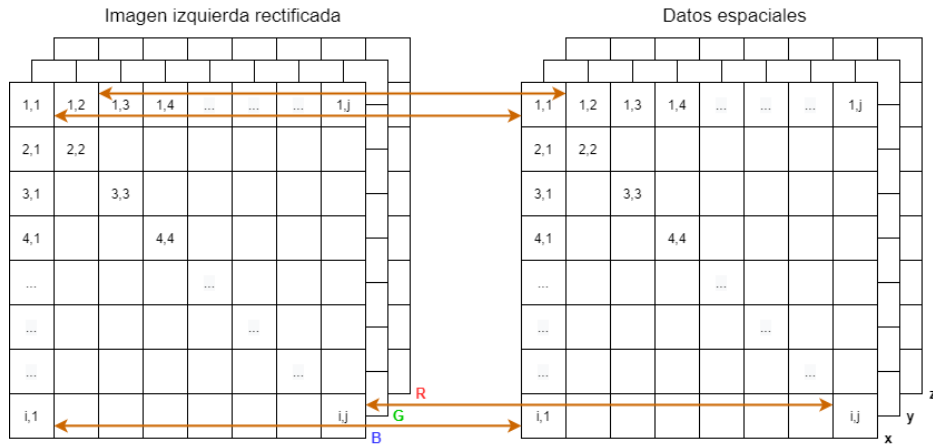 Imagen izquierda rectificada
1,1 1,2 1,3 1,4 ... ... ... 1,j
2,1 2,2
3,1 3,3
4,1 4,4
... ...
... ...
... ...
i,1 i,j
R
G
B
Datos espaciales
1,1 1,2 1,3 1,4 ... ... ... 1,j
2,1 2,2
3,1 3,3
4,1 4,4
... ...
... ...
... ...
i,1 i,j
z
y
x